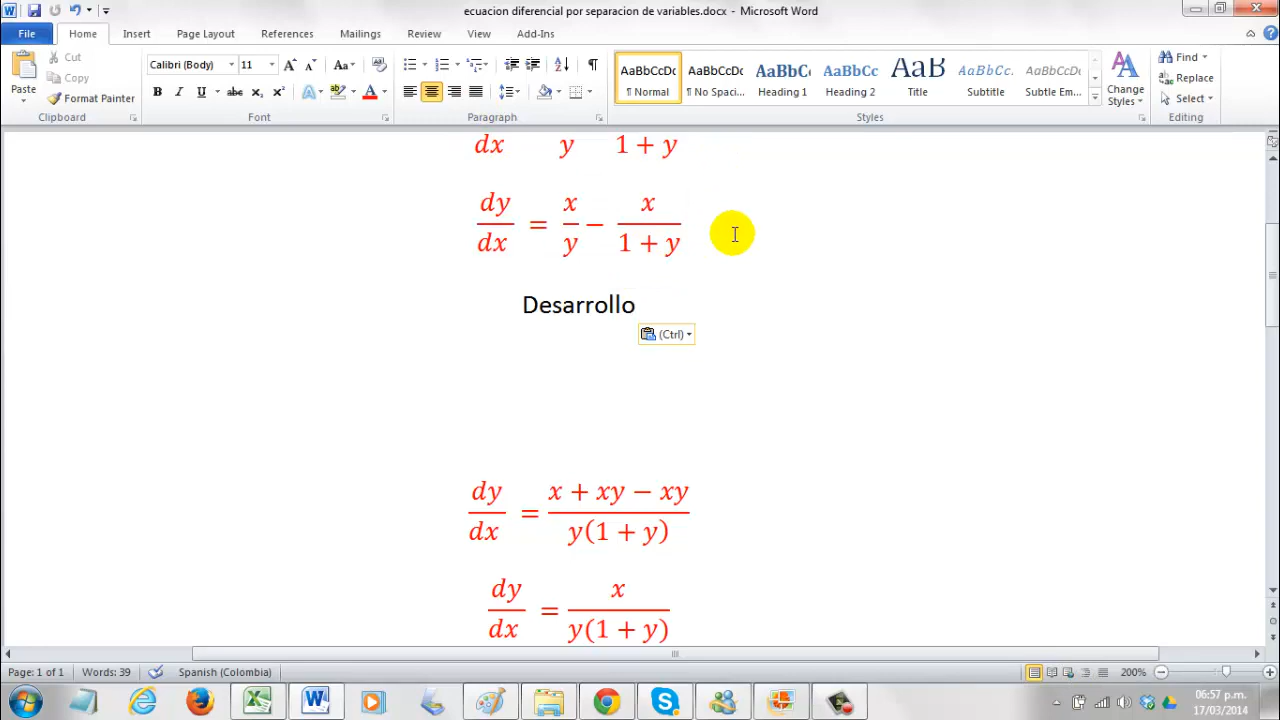 ecuacion diferencial por separacion de variables.docx - Microsoft Word
File Home Insert Page Layout References Mailings Review View Add-Ins
Paste
Cut
Copy
Format Painter
Clipboard
Calibri (Body) 11
Font
Paragraph
AaBbCcDc AaBbCcDc AaBbC AaBbCc AaB AaBbCc. AaBbCcDc
¶ Normal ¶ No Spaci... Heading 1 Heading 2 Title Subtitle Subtle Em...
Styles
Change Styles
Find
Replace
Select
Editing
dx y 1 + y
dy/dx = x/y − x/(1 + y)
Desarrollo
(Ctrl)
dy/dx = (x + xy − xy)/(y(1 + y))
dy/dx = x/(y(1 + y))
Page: 1 of 1 Words: 39 Spanish (Colombia) 200%
06:57 p.m.
17/03/2014